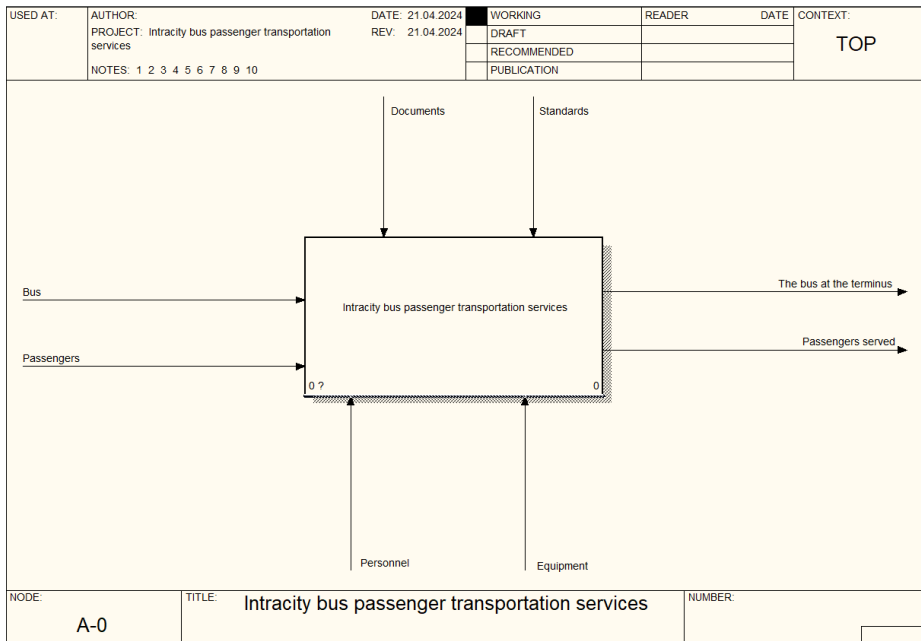 USED AT:
AUTHOR:
DATE: 21.04.2024
PROJECT: Intracity bus passenger transportation
services
REV: 21.04.2024
NOTES: 1 2 3 4 5 6 7 8 9 10
WORKING
DRAFT
RECOMMENDED
PUBLICATION
READER DATE
CONTEXT:
TOP
Documents
Standards
Bus
Passengers
Intracity bus passenger transportation services
0 ?
0
The bus at the terminus
Passengers served
Personnel
Equipment
NODE:
A-0
TITLE:
Intracity bus passenger transportation services
NUMBER: